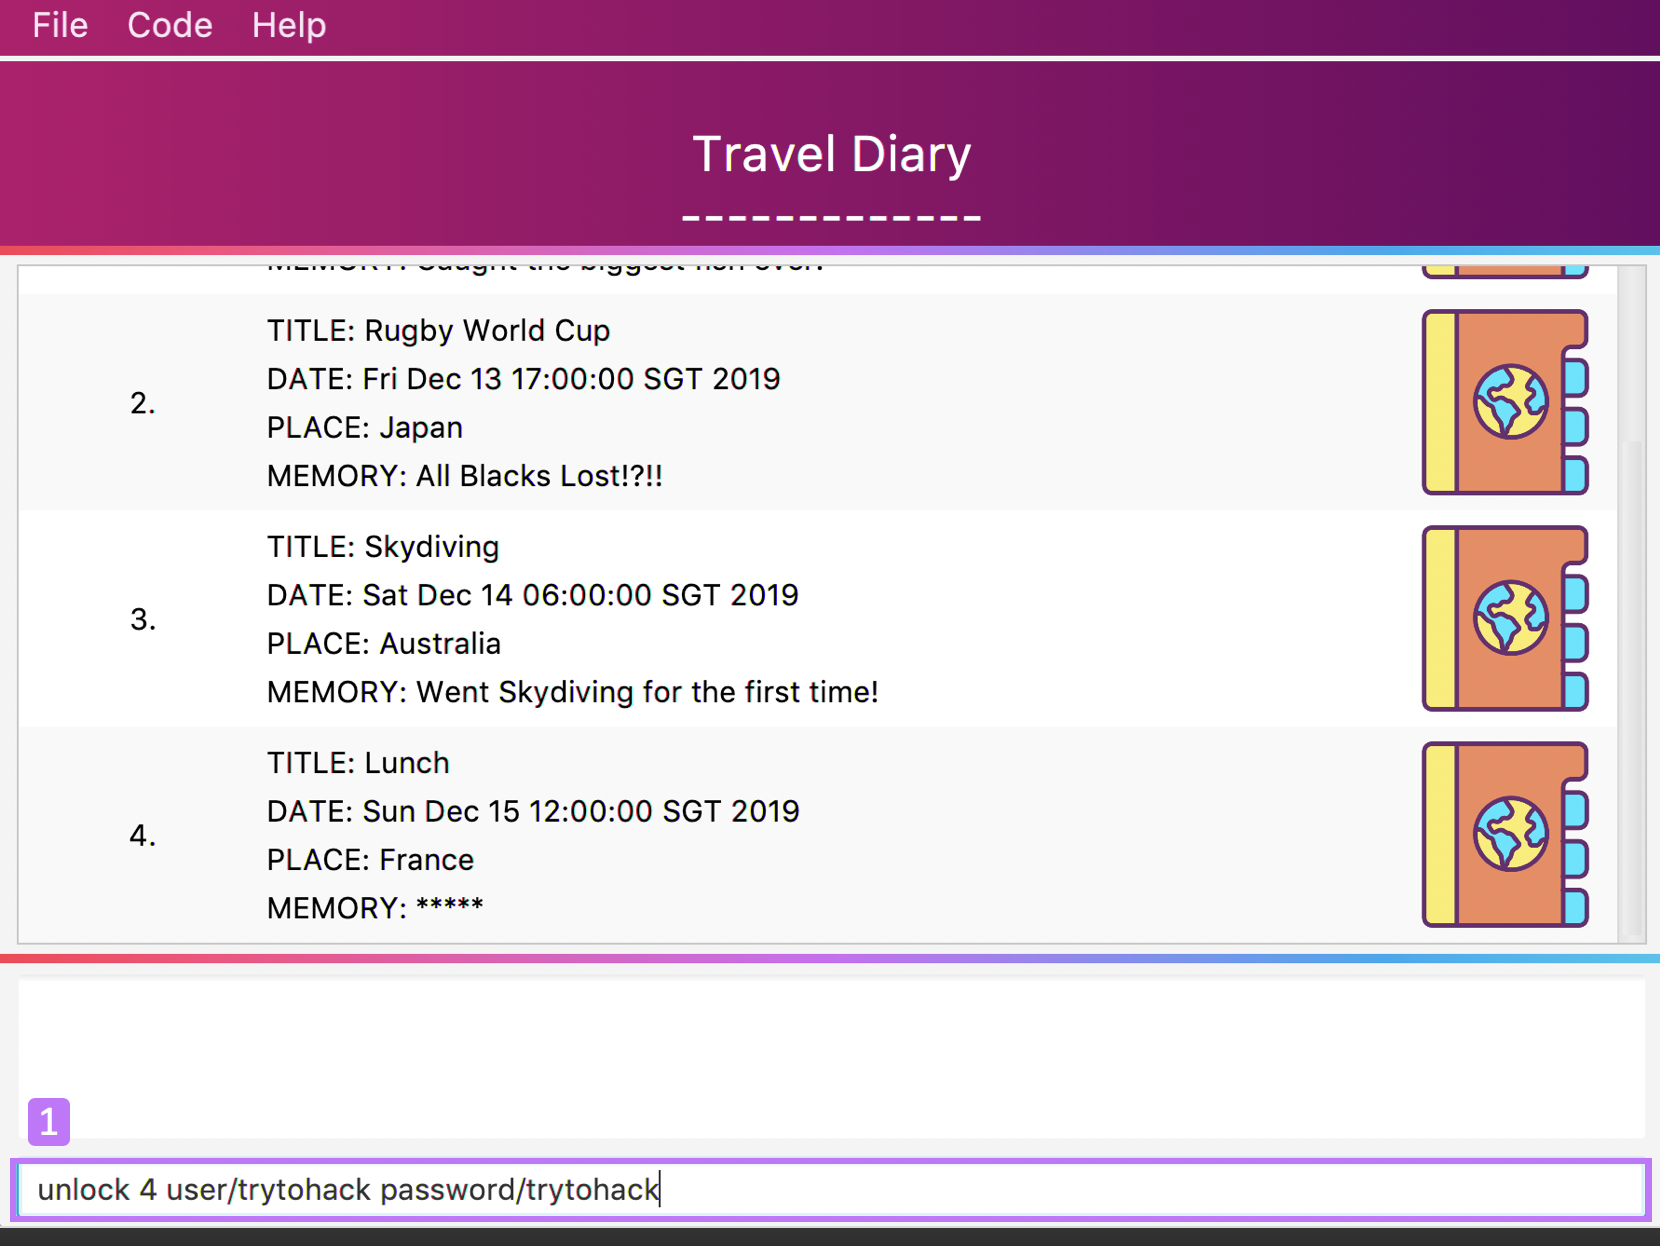 File Code Help
Travel Diary
-------------
MEMORY: Caught the biggest fish ever!
2.
TITLE: Rugby World Cup
DATE: Fri Dec 13 17:00:00 SGT 2019
PLACE: Japan
MEMORY: All Blacks Lost!?!!
3.
TITLE: Skydiving
DATE: Sat Dec 14 06:00:00 SGT 2019
PLACE: Australia
MEMORY: Went Skydiving for the first time!
4.
TITLE: Lunch
DATE: Sun Dec 15 12:00:00 SGT 2019
PLACE: France
MEMORY: *****
1
unlock 4 user/trytohack password/trytohack